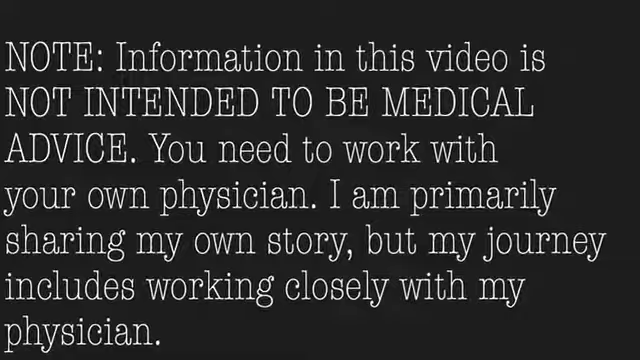 NOTE: Information in this video is
NOT INTENDED TO BE MEDICAL
ADVICE. You need to work with
your own physician. I am primarily
sharing my own story, but my journey
includes working closely with my
physician.